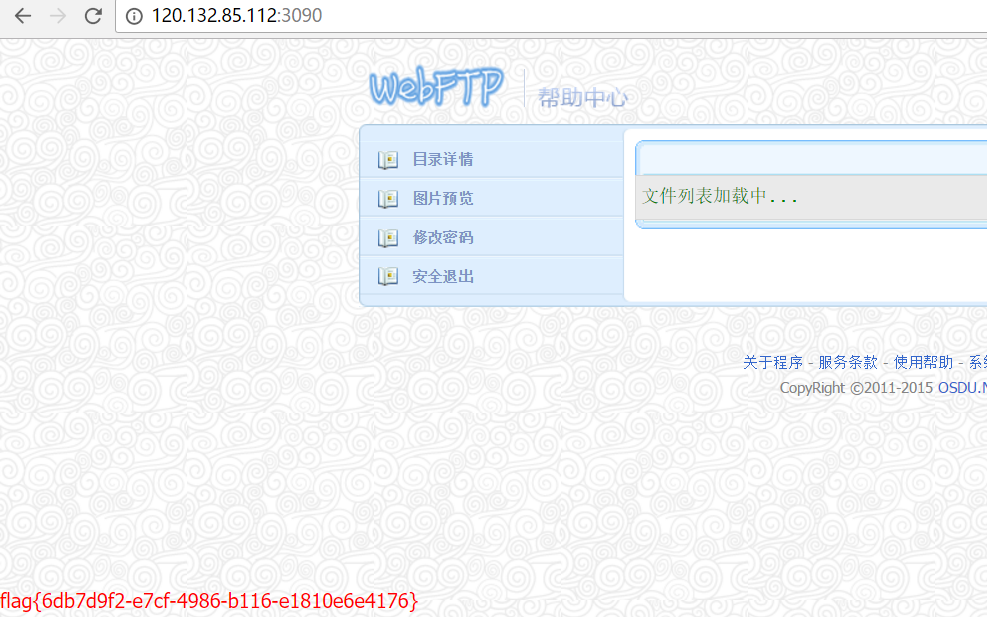 120.132.85.112:3090
WebFTP
帮助中心
目录详情
图片预览
修改密码
安全退出
文件列表加载中...
关于程序 - 服务条款 - 使用帮助 - 系
CopyRight ©2011-2015 OSDU.
flag{6db7d9f2-e7cf-4986-b116-e1810e6e4176}